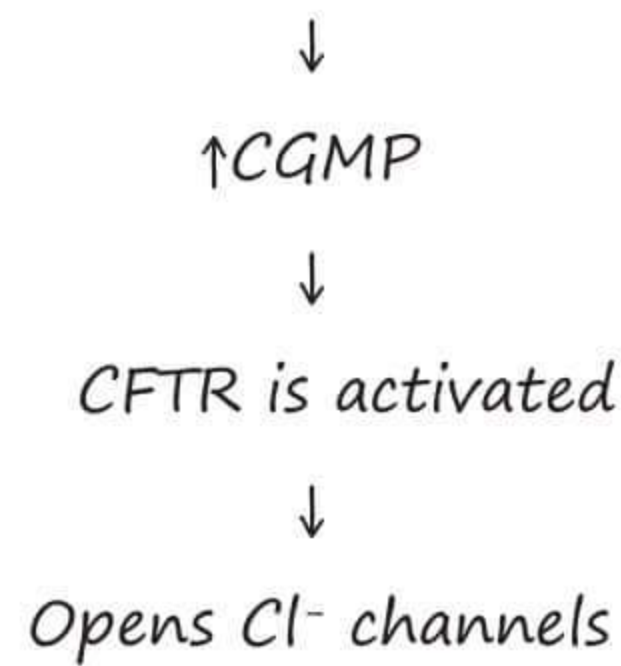 ↓
↑CGMP
↓
CFTR is activated
↓
Opens Cl⁻ channels